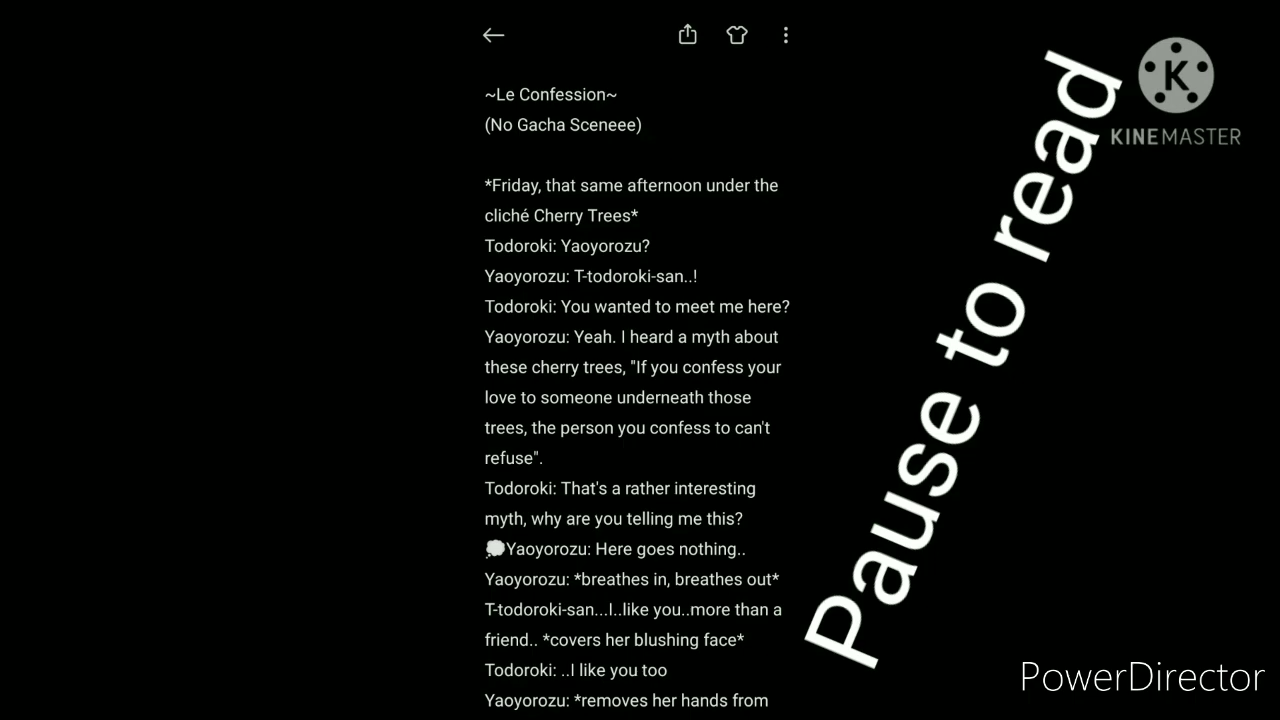 ~Le Confession~
(No Gacha Sceneee)
*Friday, that same afternoon under the
cliché Cherry Trees*
Todoroki: Yaoyorozu?
Yaoyorozu: T-todoroki-san..!
Todoroki: You wanted to meet me here?
Yaoyorozu: Yeah. I heard a myth about
these cherry trees, "If you confess your
love to someone underneath those
trees, the person you confess to can't
refuse".
Todoroki: That's a rather interesting
myth, why are you telling me this?
💭Yaoyorozu: Here goes nothing..
Yaoyorozu: *breathes in, breathes out*
T-todoroki-san...I..like you..more than a
friend.. *covers her blushing face*
Todoroki: ..I like you too
Yaoyorozu: *removes her hands from
Pause to read
K
KINEMASTER
PowerDirector